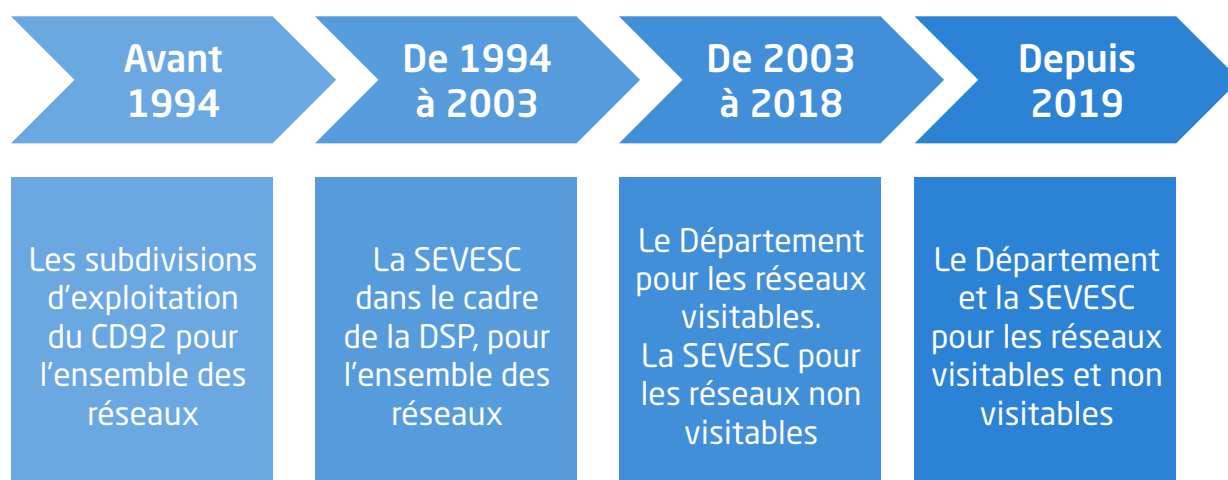 Avant
1994
De 1994
à 2003
De 2003
à 2018
Depuis
2019
Les subdivisions
d'exploitation
du CD92 pour
l'ensemble des
réseaux
La SEVESC
dans le cadre
de la DSP, pour
l'ensemble des
réseaux
Le Département
pour les réseaux
visitables.
La SEVESC pour
les réseaux non
visitables
Le Département
et la SEVESC
pour les réseaux
visitables et non
visitables